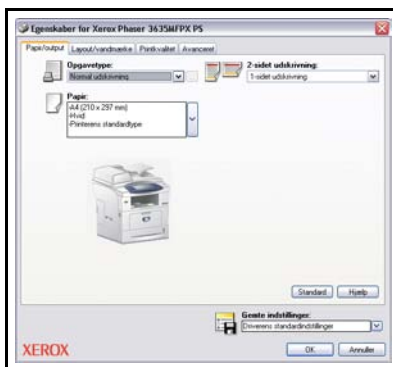 Egenskaber for Xerox Phaser 3635MFPX PS
Papir/output Layout/vandmærke Printkvalitet Avanceret
Opgavetype:
Normal udskrivning
2-sidet udskrivning:
1-sidet udskrivning
Papir:
-A4 (210 x 297 mm)
-Hvid
-Printerens standardtype
Standard Hjælp
Gemte indstillinger:
Driverens standardindstillinger
XEROX
OK Annuller